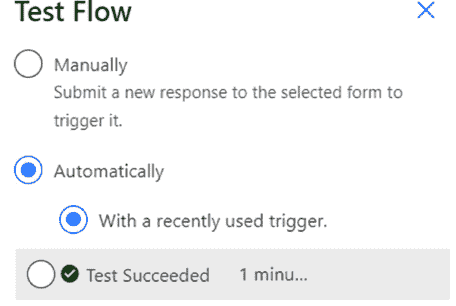 Test Flow
Manually
Submit a new response to the selected form to
trigger it.
Automatically
With a recently used trigger.
Test Succeeded 1 minu...